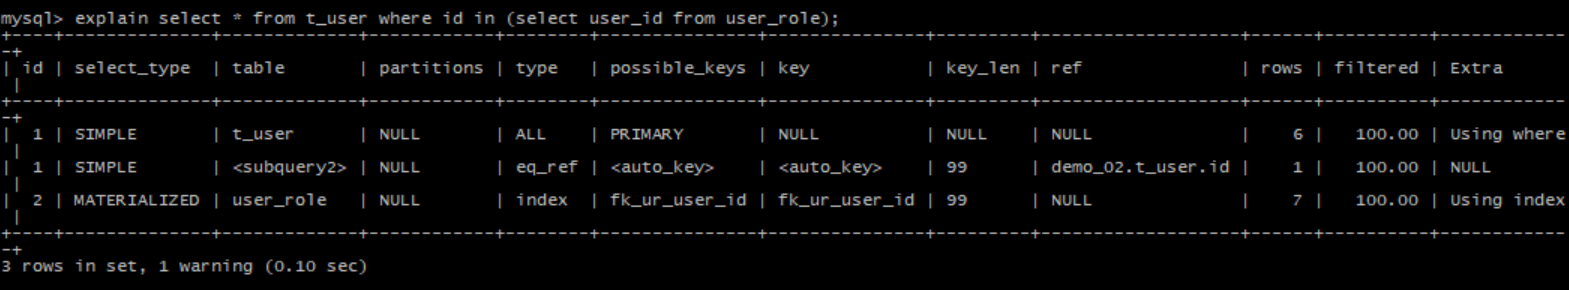 mysql> explain select * from t_user where id in (select user_id from user_role);
+----+--------------+-------------+------------+--------+----------------+----------------+---------+-------------------+------+----------+------------
-+
| id | select_type  | table       | partitions | type   | possible_keys  | key            | key_len | ref               | rows | filtered | Extra
 |
+----+--------------+-------------+------------+--------+----------------+----------------+---------+-------------------+------+----------+------------
-+
|  1 | SIMPLE       | t_user      | NULL       | ALL    | PRIMARY        | NULL           | NULL    | NULL              |    6 |   100.00 | Using where
 |
|  1 | SIMPLE       | <subquery2> | NULL       | eq_ref | <auto_key>     | <auto_key>     | 99      | demo_02.t_user.id |    1 |   100.00 | NULL
 |
|  2 | MATERIALIZED | user_role   | NULL       | index  | fk_ur_user_id  | fk_ur_user_id  | 99      | NULL              |    7 |   100.00 | Using index
 |
+----+--------------+-------------+------------+--------+----------------+----------------+---------+-------------------+------+----------+------------
-+
3 rows in set, 1 warning (0.10 sec)